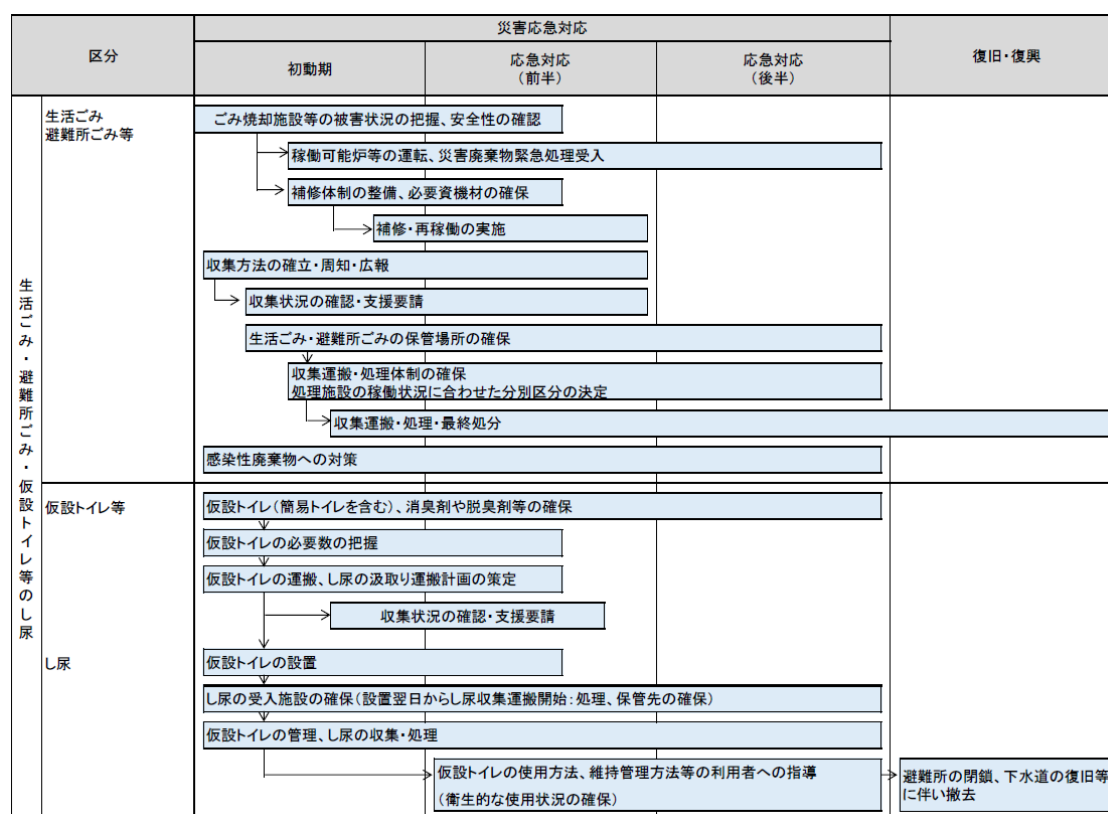 区分
災害応急対応
復旧・復興
初動期
応急対応
(前半)
応急対応
(後半)
生活ごみ・避難所ごみ・仮設トイレ等のし尿
生活ごみ
避難所ごみ等
ごみ焼却施設等の被害状況の把握、安全性の確認
稼働可能炉等の運転、災害廃棄物緊急処理受入
補修体制の整備、必要資機材の確保
補修・再稼働の実施
収集方法の確立・周知・広報
収集状況の確認・支援要請
生活ごみ・避難所ごみの保管場所の確保
収集運搬・処理体制の確保
処理施設の稼働状況に合わせた分別区分の決定
収集運搬・処理・最終処分
感染性廃棄物への対策
仮設トイレ等
仮設トイレ(簡易トイレを含む)、消臭剤や脱臭剤等の確保
仮設トイレの必要数の把握
仮設トイレの運搬、し尿の汲取り運搬計画の策定
収集状況の確認・支援要請
し尿
仮設トイレの設置
し尿の受入施設の確保(設置翌日からし尿収集運搬開始:処理、保管先の確保)
仮設トイレの管理、し尿の収集・処理
仮設トイレの使用方法、維持管理方法等の利用者への指導
(衛生的な使用状況の確保)
避難所の閉鎖、下水道の復旧等
に伴い撤去